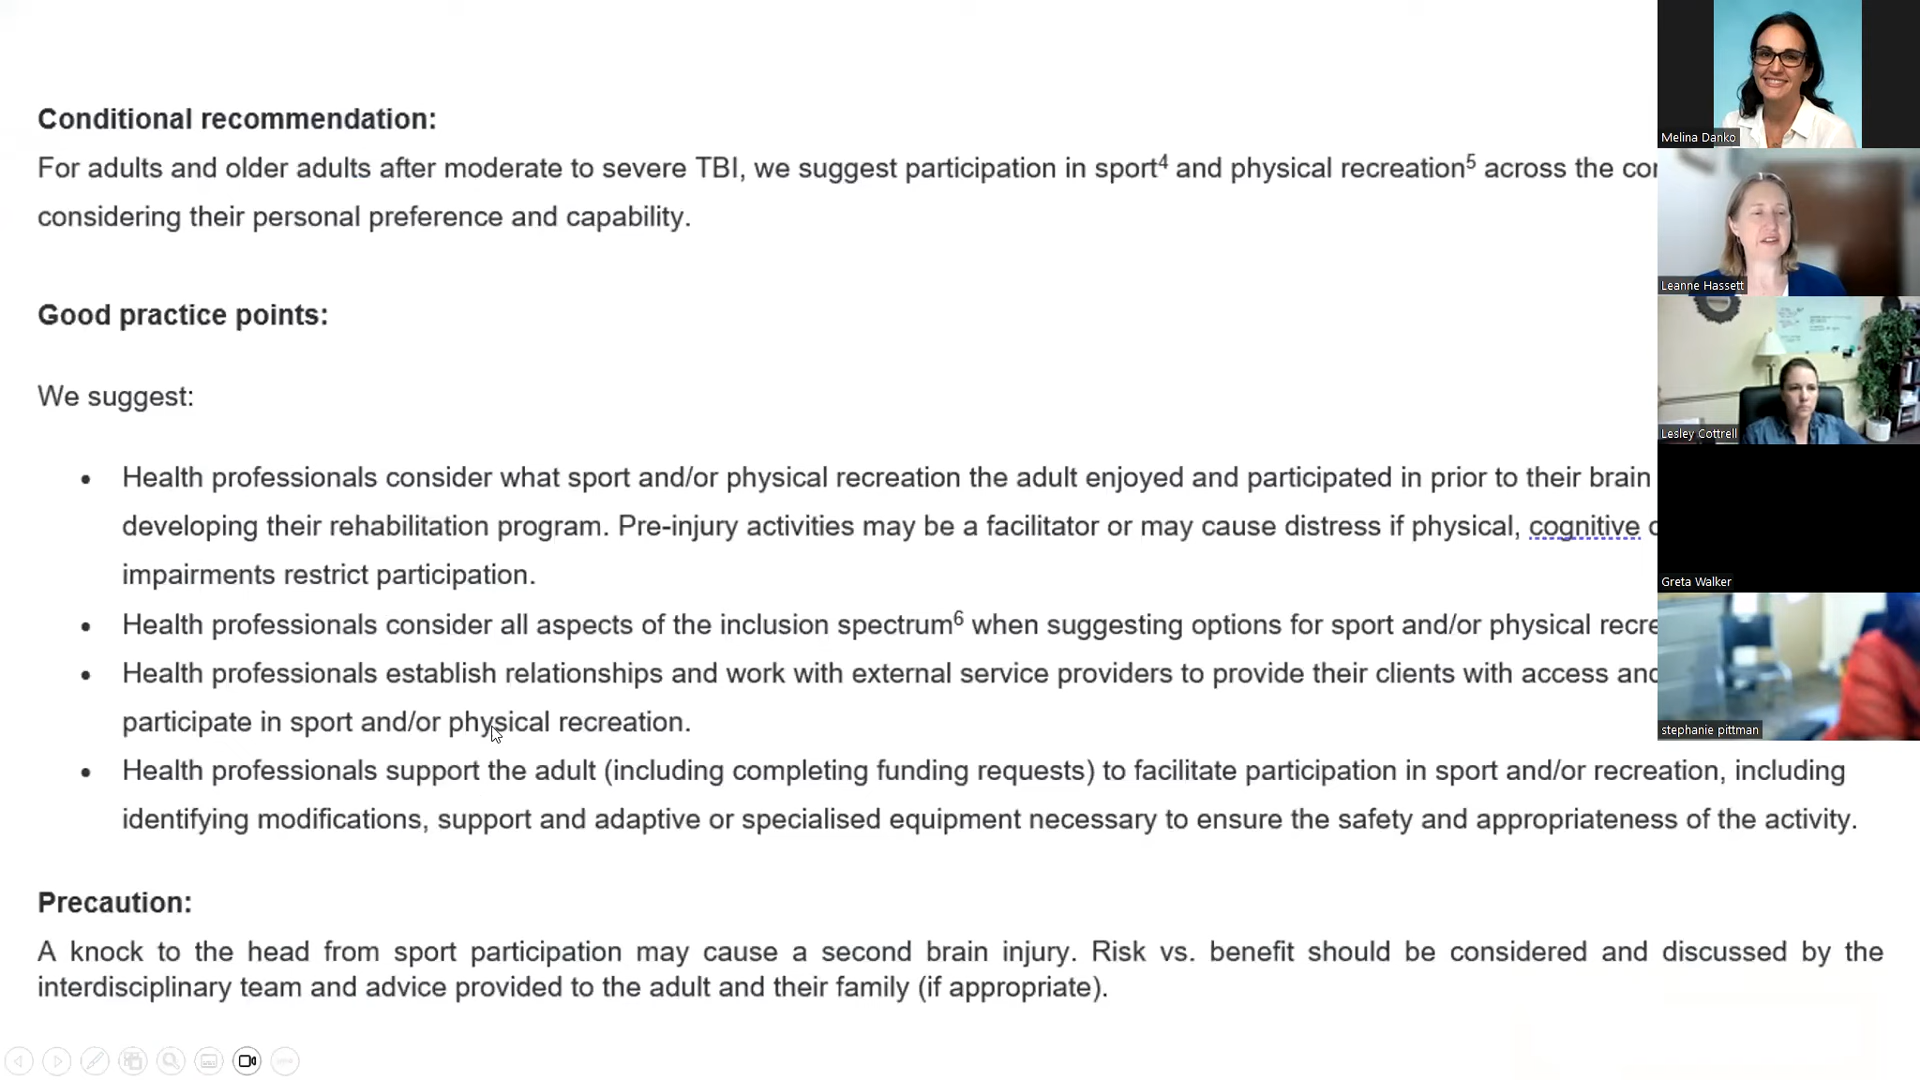 Conditional recommendation:
For adults and older adults after moderate to severe TBI, we suggest participation in sport⁴ and physical recreation⁵ across the
considering their personal preference and capability.
Good practice points:
We suggest:
• Health professionals consider what sport and/or physical recreation the adult enjoyed and participated in prior to their brain
developing their rehabilitation program. Pre-injury activities may be a facilitator or may cause distress if physical, cognitive
impairments restrict participation.
• Health professionals consider all aspects of the inclusion spectrum⁶ when suggesting options for sport and/or physical
• Health professionals establish relationships and work with external service providers to provide their clients with access
participate in sport and/or physical recreation.
• Health professionals support the adult (including completing funding requests) to facilitate participation in sport and/or recreation, including
identifying modifications, support and adaptive or specialised equipment necessary to ensure the safety and appropriateness of the activity.
Precaution:
A knock to the head from sport participation may cause a second brain injury. Risk vs. benefit should be considered and discussed by the
interdisciplinary team and advice provided to the adult and their family (if appropriate).
Melina Danko
Leanne Hassett
Lesley Cottrell
Greta Walker
stephanie pittman